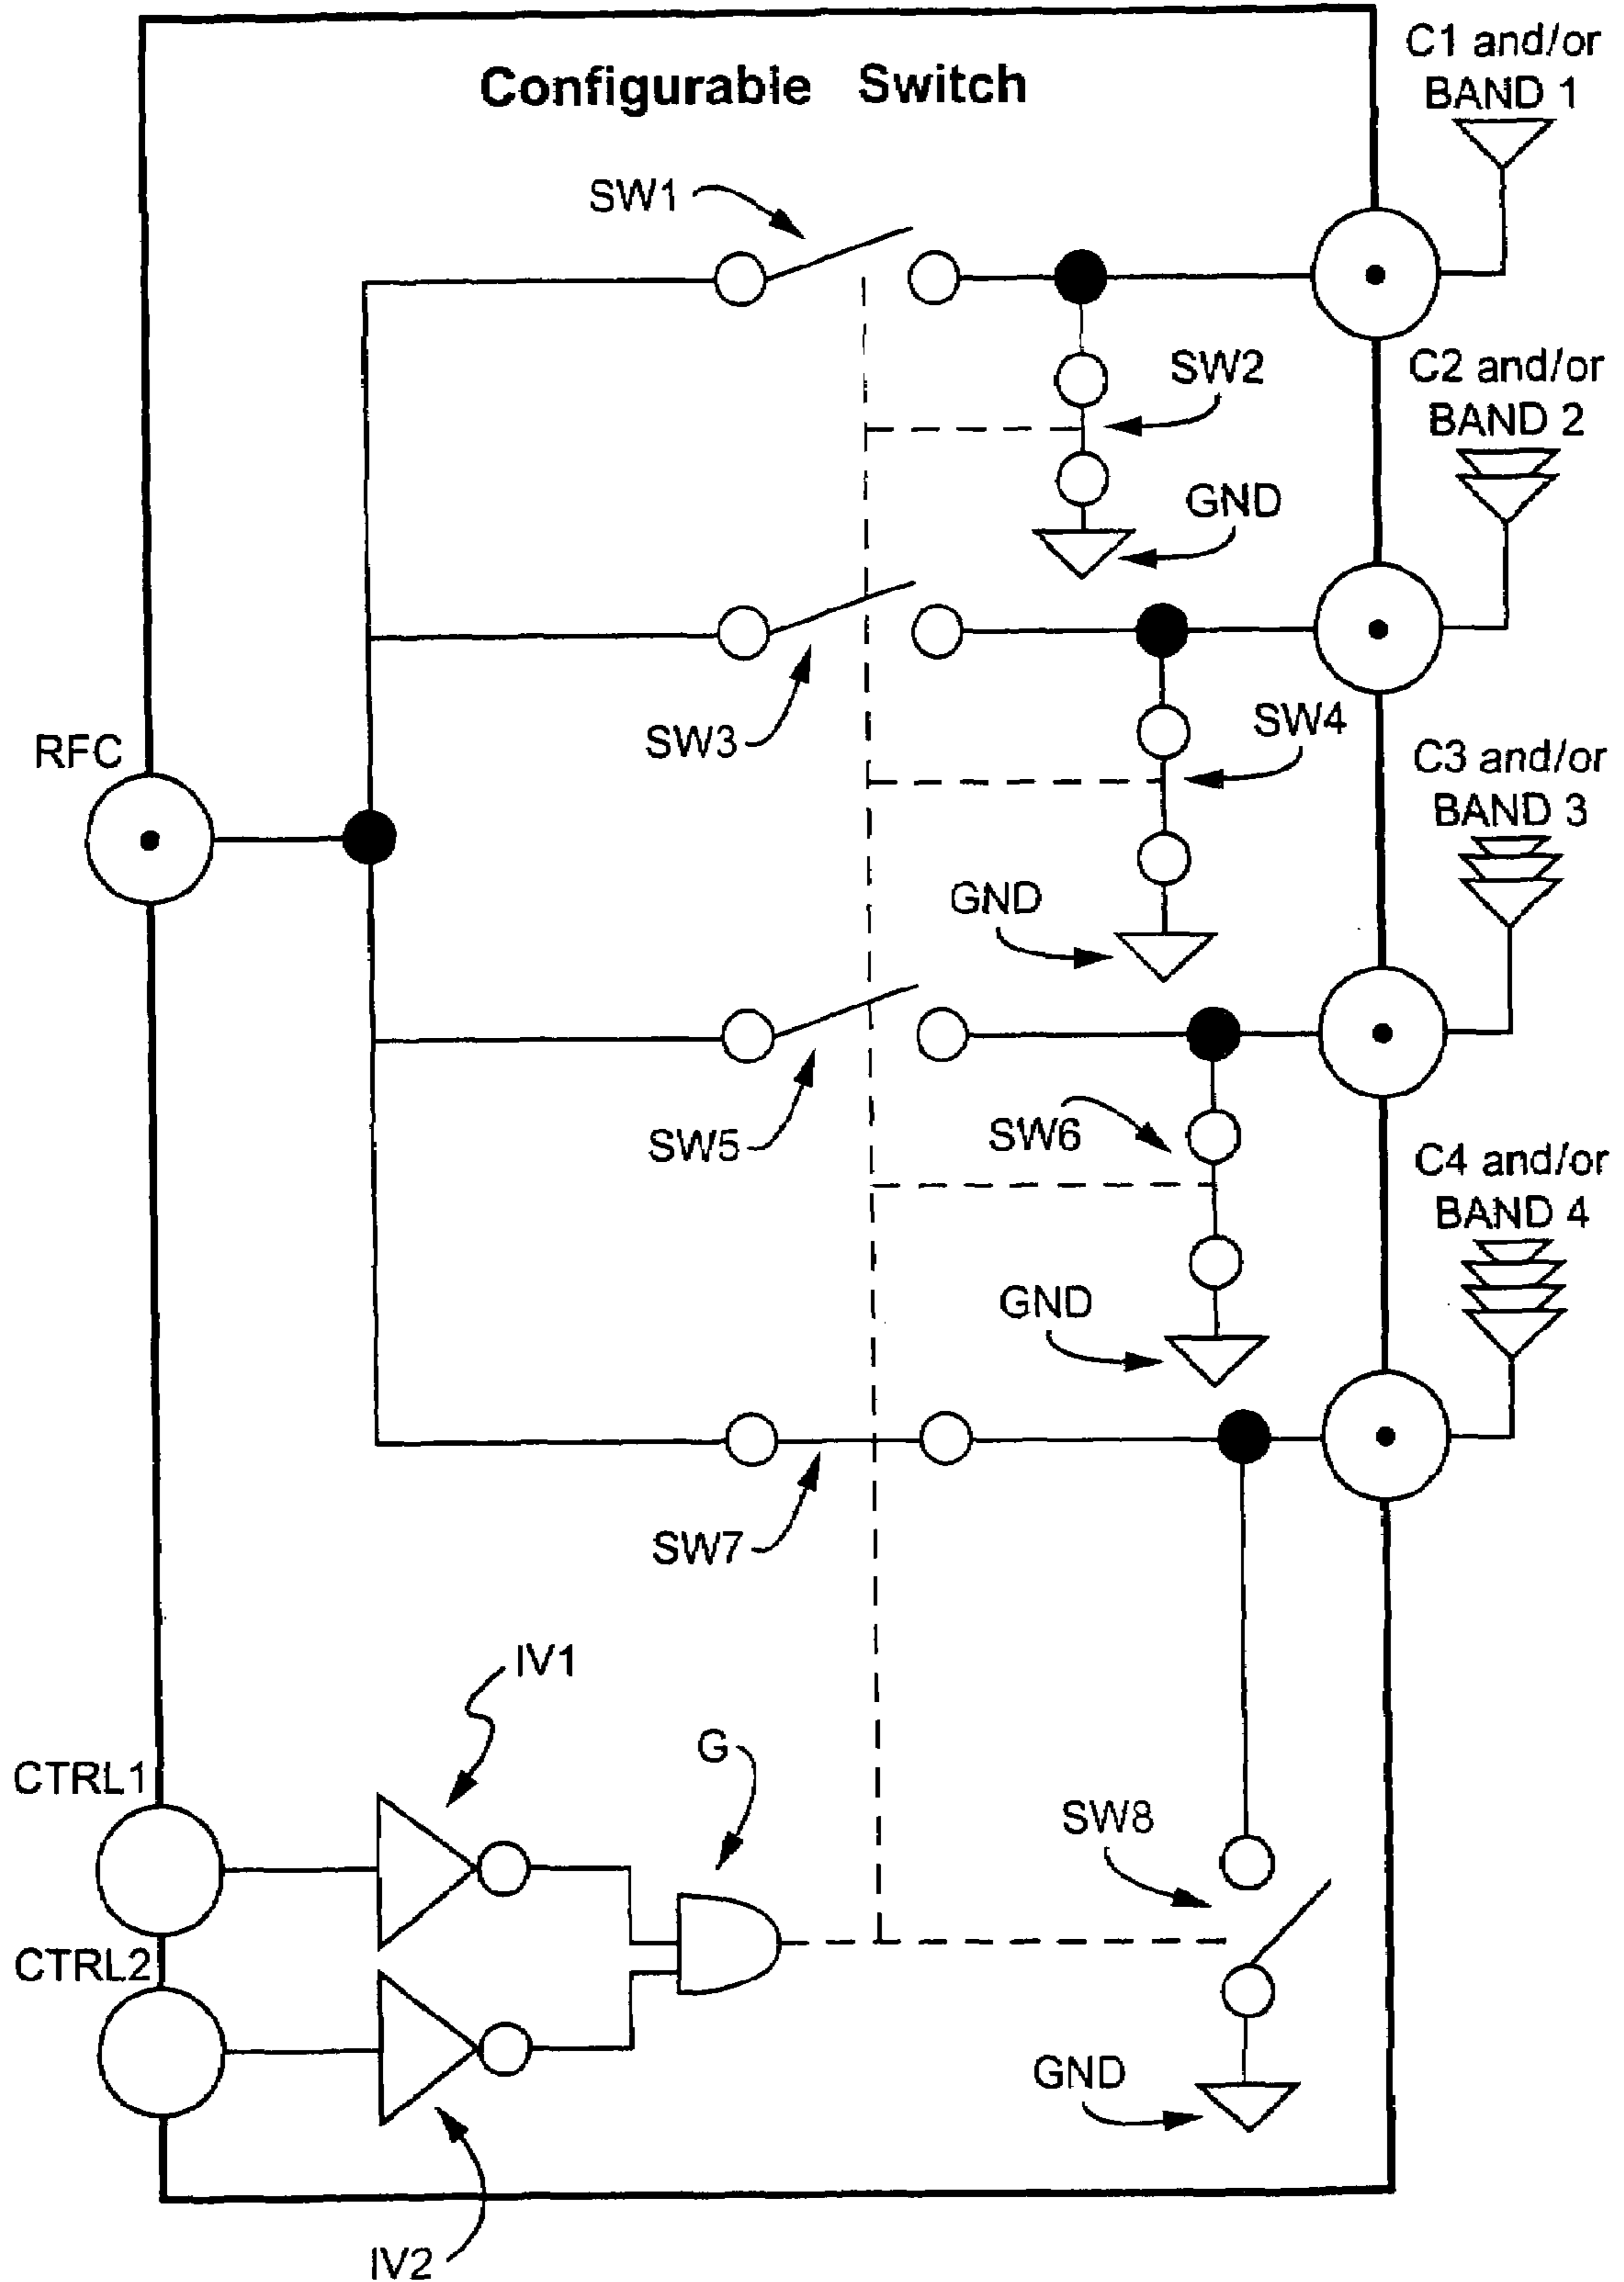 Configurable Switch
C1 and/or
BAND 1
SW1
SW2
C2 and/or
BAND 2
GND
SW3
SW4
RFC
C3 and/or
BAND 3
GND
SW5
SW6
C4 and/or
BAND 4
GND
SW7
IV1
G
CTRL1
SW8
CTRL2
GND
IV2